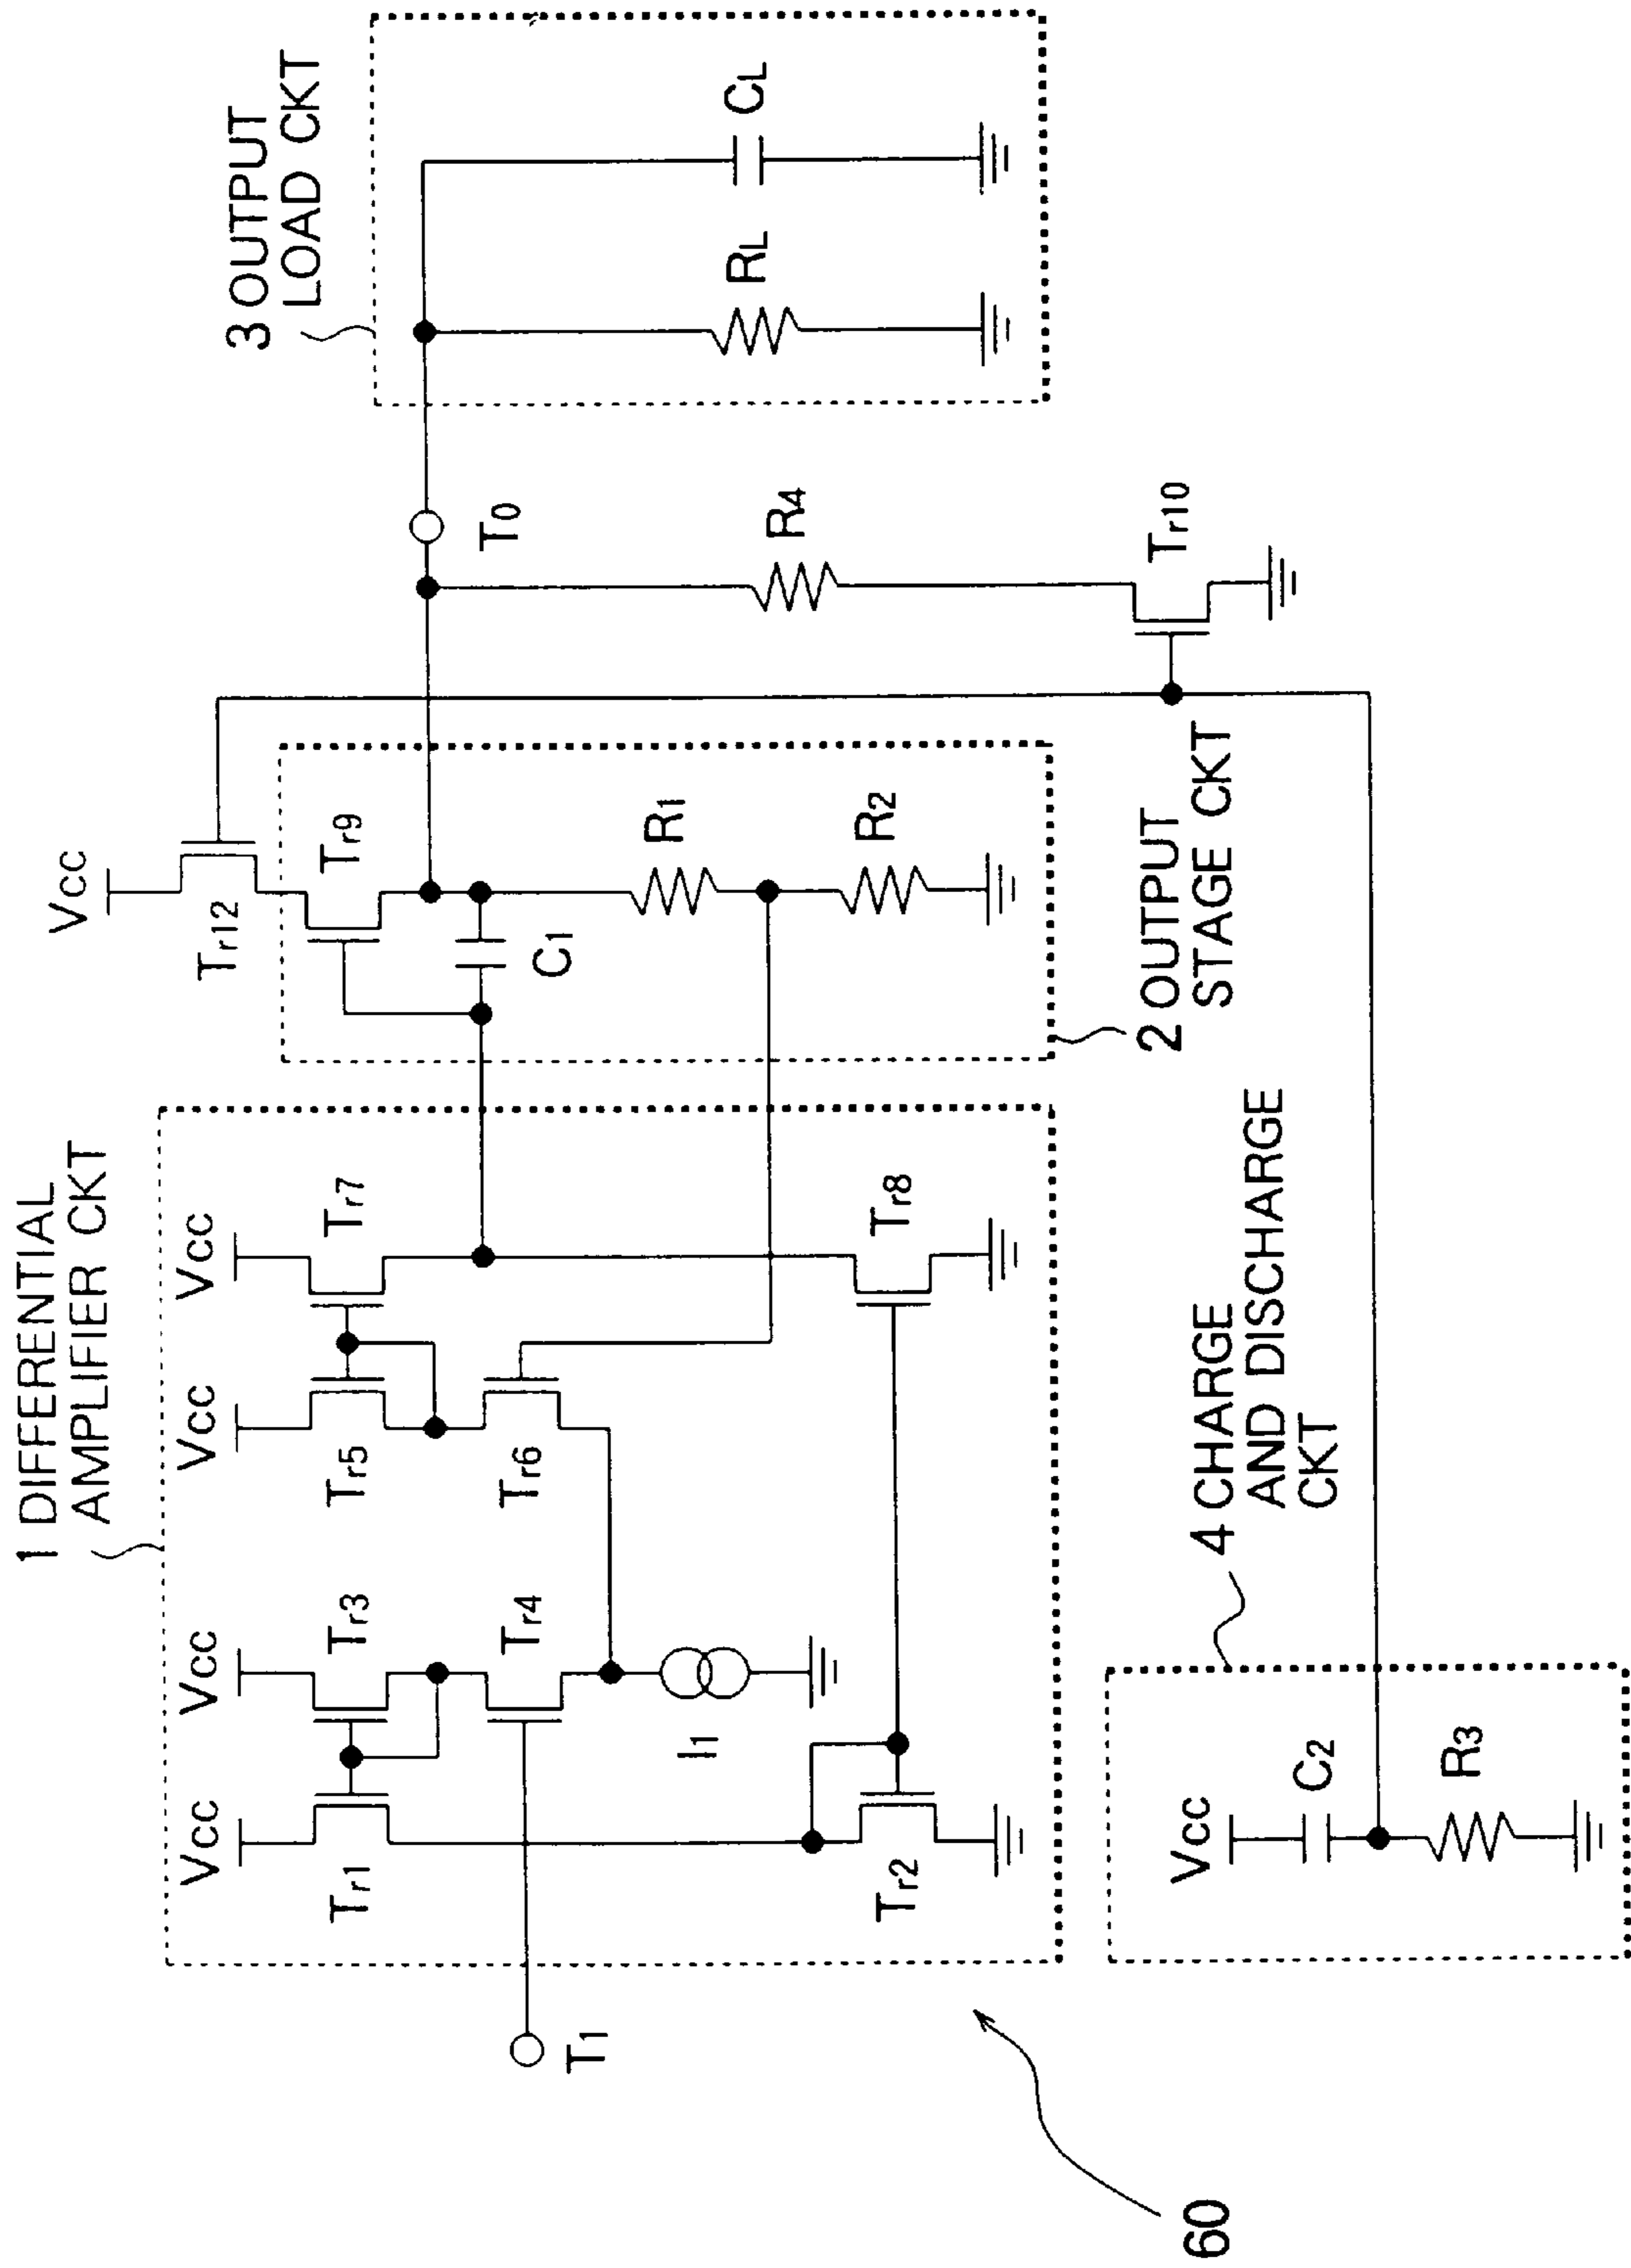 1 DIFFERENTIAL
AMPLIFIER CKT
Vcc
Vcc
Vcc
Vcc
Tr1
Tr3
Tr5
Tr7
Tr4
Tr6
T1
I1
Tr2
Tr8
Vcc
Tr12
Tr9
C1
R1
R2
2 OUTPUT
STAGE CKT
T0
R4
Tr10
3 OUTPUT
LOAD CKT
RL
CL
4 CHARGE
AND DISCHARGE
CKT
Vcc
C2
R3
60